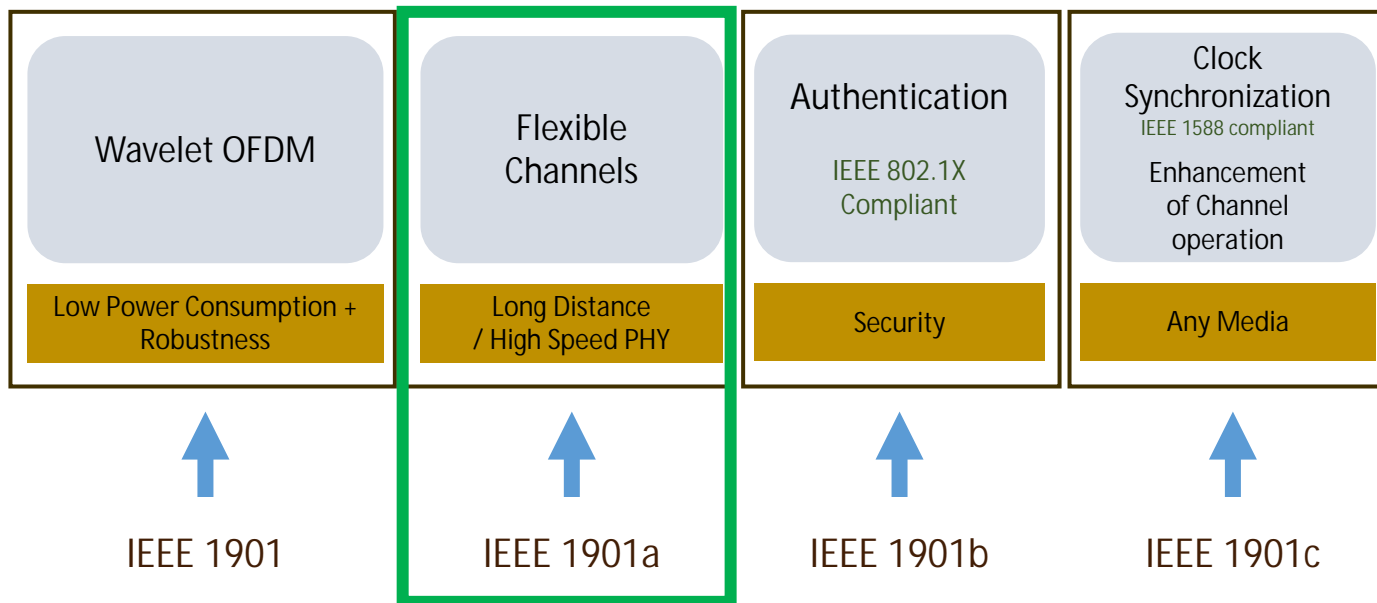 Wavelet OFDM
Low Power Consumption +
Robustness
IEEE 1901
Flexible
Channels
Long Distance
/ High Speed PHY
IEEE 1901a
Authentication
IEEE 802.1X
Compliant
Security
IEEE 1901b
Clock
Synchronization
IEEE 1588 compliant
Enhancement
of Channel
operation
Any Media
IEEE 1901c